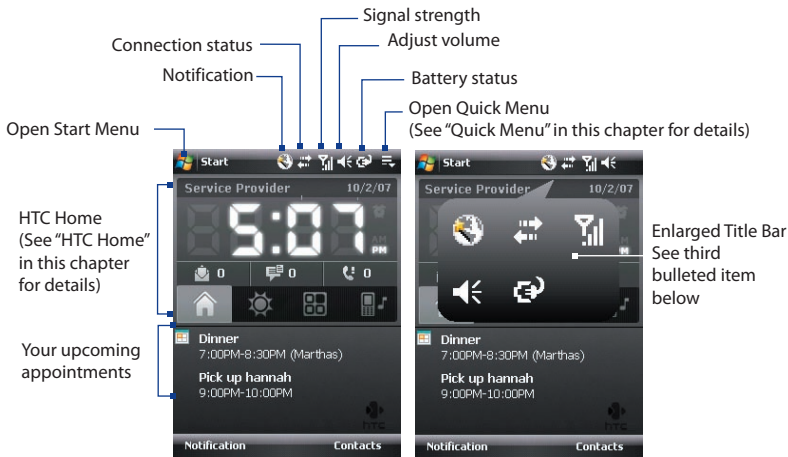 Signal strength
Connection status
Adjust volume
Notification
Battery status
Open Quick Menu
(See “Quick Menu” in this chapter for details)
Open Start Menu
Start
Service Provider 10/2/07
5:07
AM
PM
0 0 0
HTC Home
(See “HTC Home”
in this chapter
for details)
Your upcoming
appointments
Dinner
7:00PM-8:30PM (Marthas)
Pick up hannah
9:00PM-10:00PM
htc
Notification Contacts
Start
Service Provider 10/2/07
AM
PM
Enlarged Title Bar
See third
bulleted item
below
Dinner
7:00PM-8:30PM (Marthas)
Pick up hannah
9:00PM-10:00PM
htc
Notification Contacts